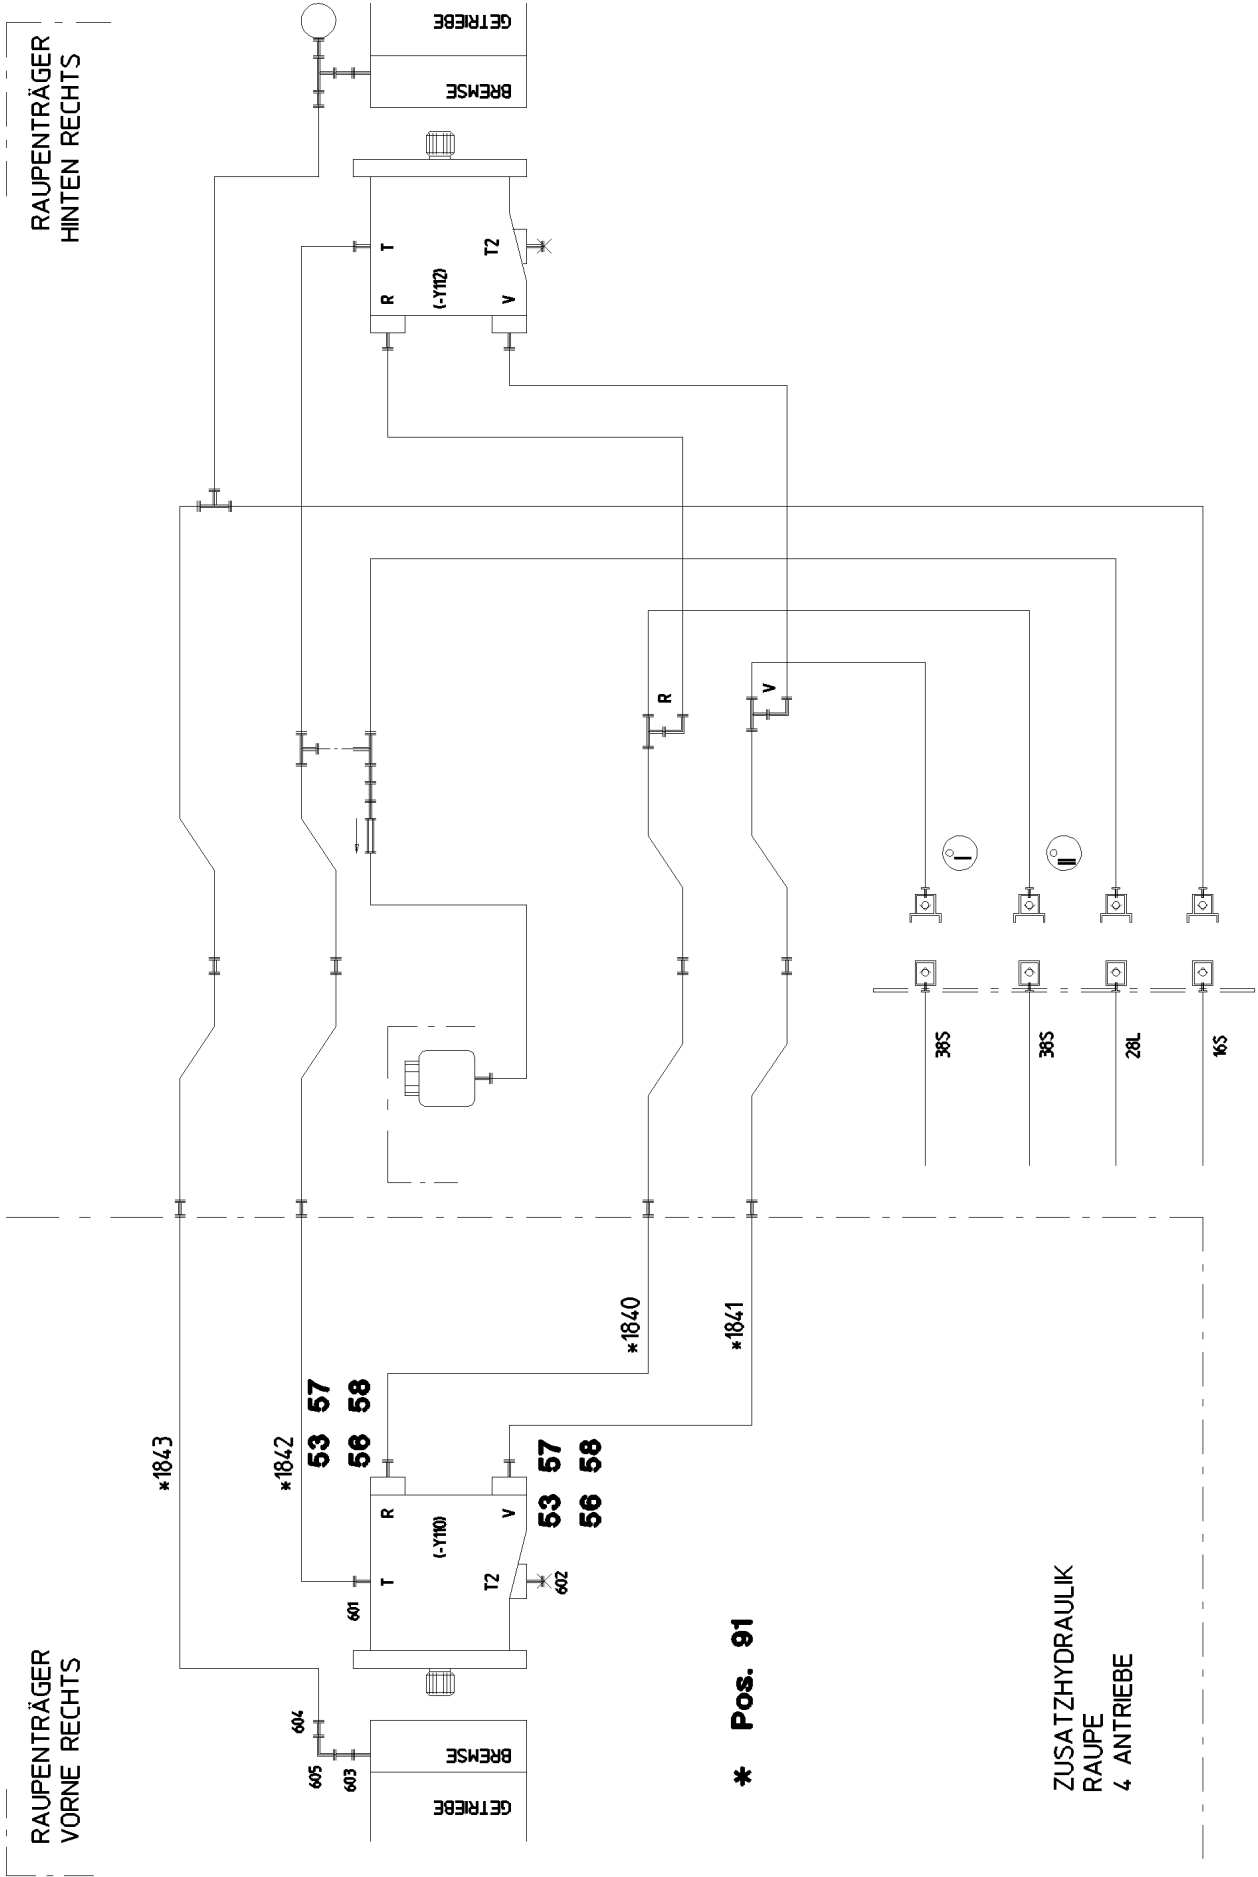 RAUPENTRÄGER
HINTEN RECHTS
GETRIEBE
BREMSE
T
T2
R
(-Y112)
V
R
V
I
II
38S
38S
28L
16S
*1840
*1841
*1843
*1842
53 57
56 58
R
(-Y110)
V
53 57
56 58
T
T2
601
602
604
605
603
BREMSE
GETRIEBE
* Pos. 91
RAUPENTRÄGER
VORNE RECHTS
ZUSATZHYDRAULIK
RAUPE
4 ANTRIEBE